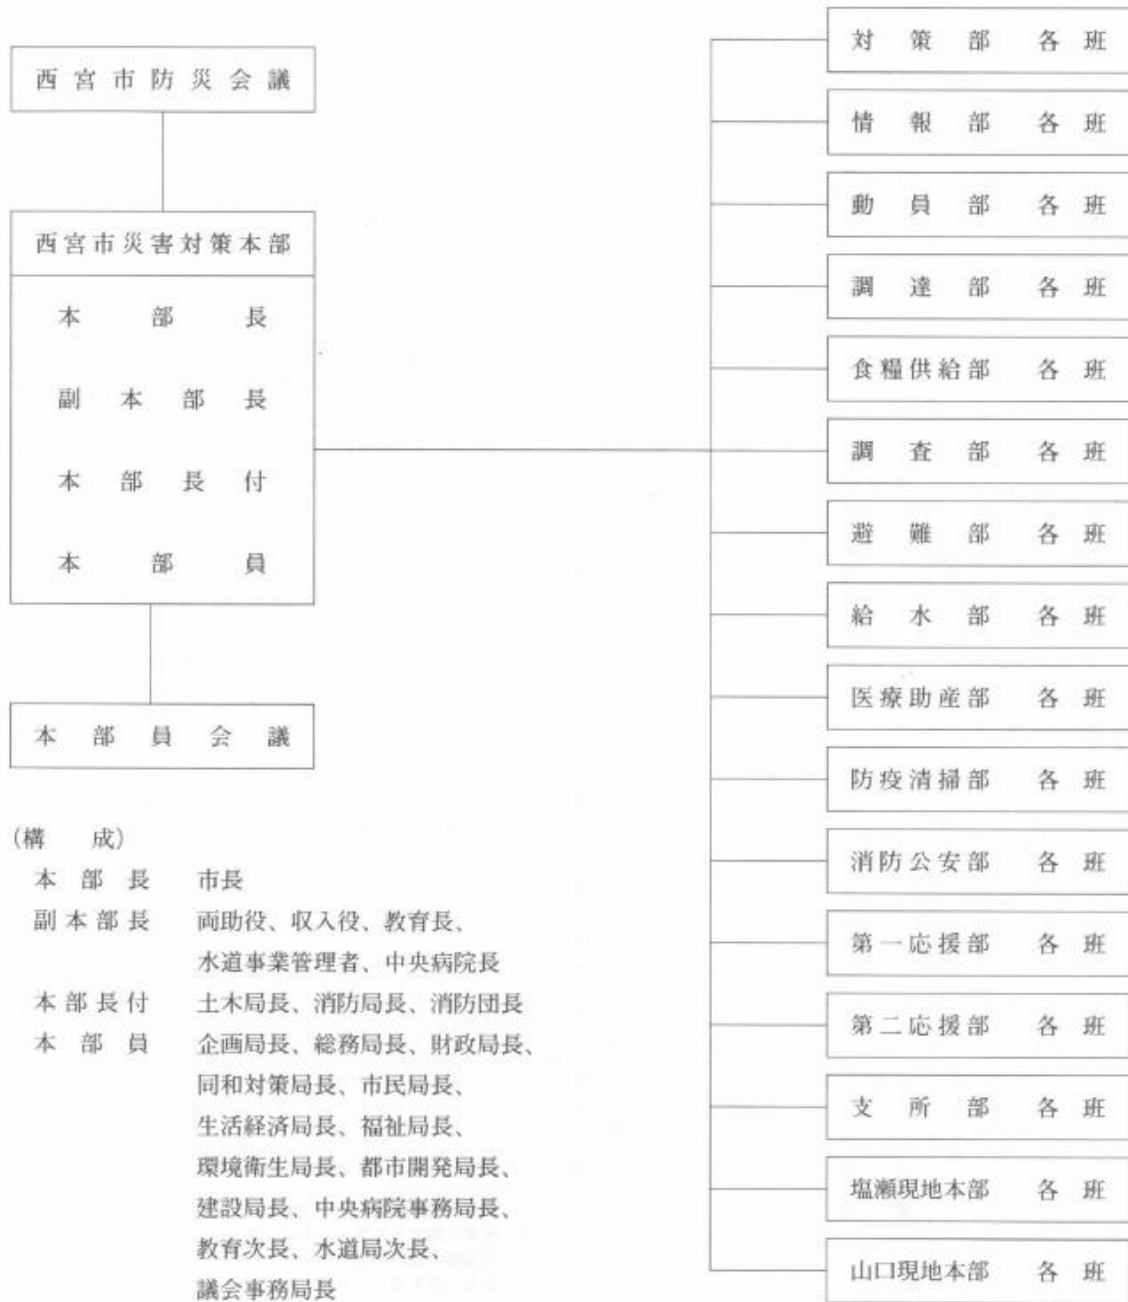 西宮市防災会議
西宮市災害対策本部
本部長
副本部長
本部長付
本部員
本部員会議
(構成)
本部長 市長
副本部長 両助役、収入役、教育長、
水道事業管理者、中央病院長
本部長付 土木局長、消防局長、消防団長
本部員 企画局長、総務局長、財政局長、
同和対策局長、市民局長、
生活経済局長、福祉局長、
環境衛生局長、都市開発局長、
建設局長、中央病院事務局長、
教育次長、水道局次長、
議会事務局長
対策部 各班
情報部 各班
動員部 各班
調達部 各班
食糧供給部 各班
調査部 各班
避難部 各班
給水部 各班
医療助産部 各班
防疫清掃部 各班
消防公安部 各班
第一応援部 各班
第二応援部 各班
支所部 各班
塩瀬現地本部 各班
山口現地本部 各班